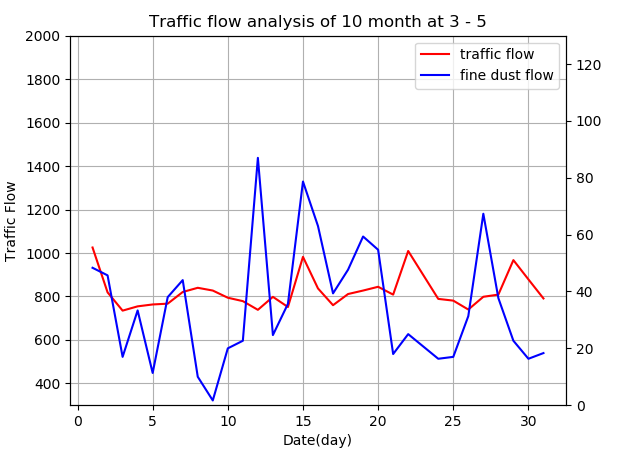 Traffic flow analysis of 10 month at 3 - 5
traffic flow
fine dust flow
Traffic Flow
2000
1800
1600
1400
1200
1000
800
600
400
120
100
80
60
40
20
0
0 5 10 15 20 25 30
Date(day)